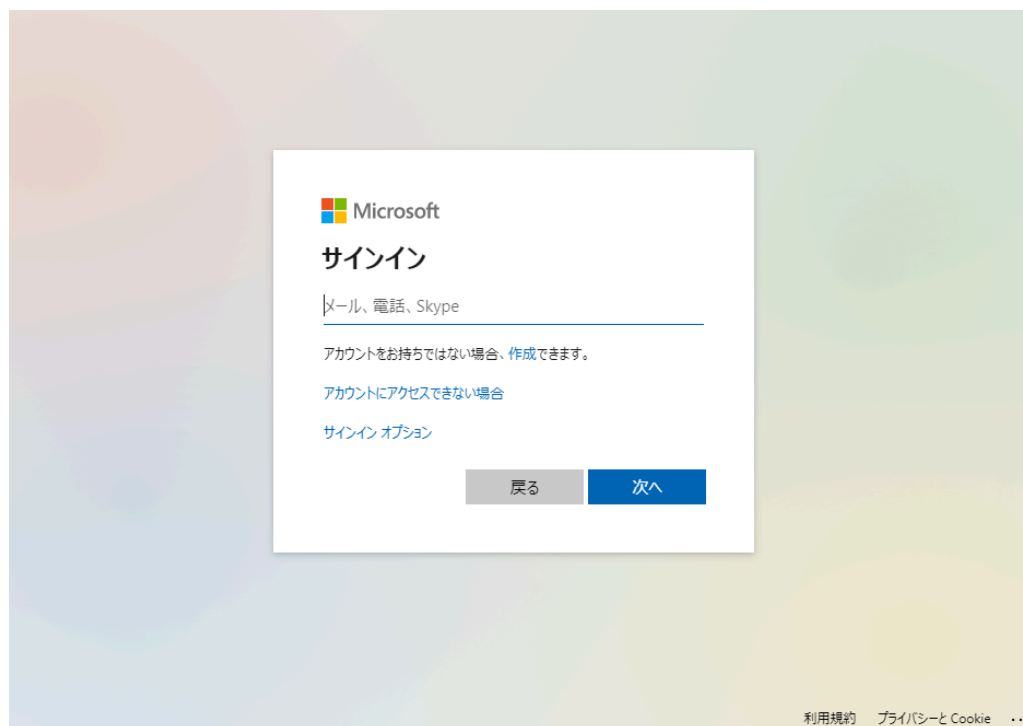 Microsoft
サインイン
メール、電話、Skype
アカウントをお持ちではない場合、作成できます。
アカウントにアクセスできない場合
サインイン オプション
戻る 次へ
利用規約 プライバシーと Cookie ...